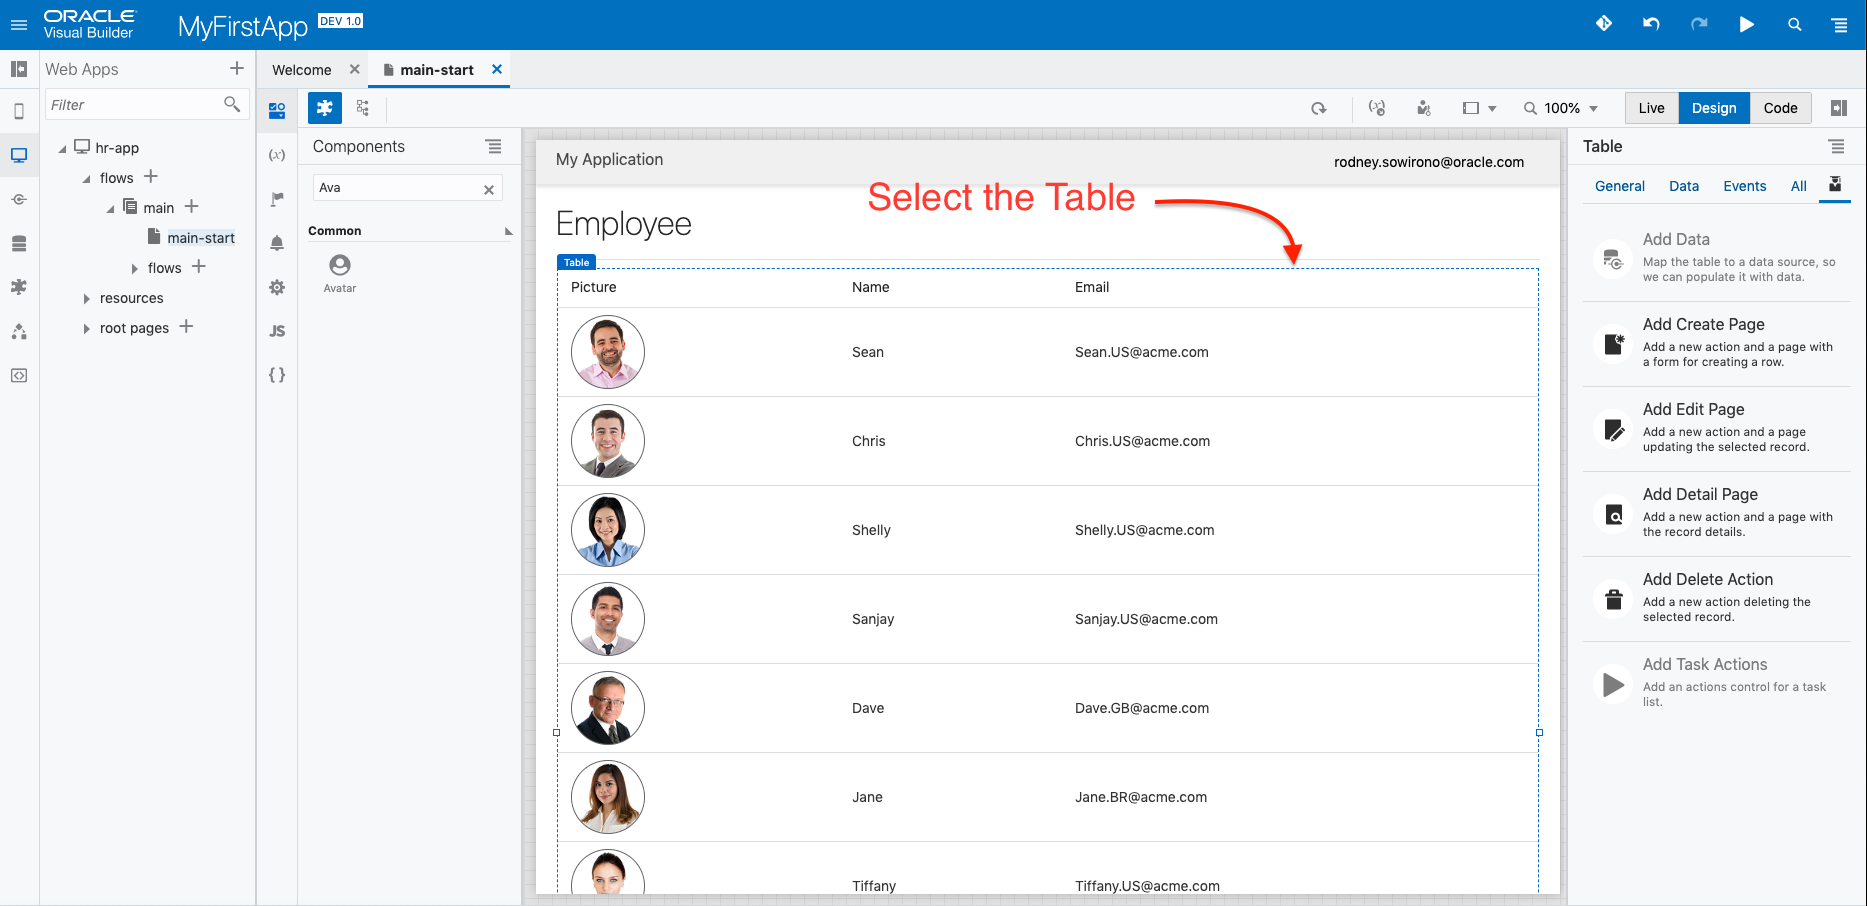 ORACLE
Visual Builder
MyFirstApp
DEV 1.0
Web Apps
Filter
hr-app
flows
main
main-start
flows
resources
root pages
Welcome
main-start
100%
Live
Design
Code
(x)
JS
{ }
Components
Ava
Common
Avatar
My Application
rodney.sowirono@oracle.com
Select the Table
Employee
Table
Picture Name Email
Sean Sean.US@acme.com
Chris Chris.US@acme.com
Shelly Shelly.US@acme.com
Sanjay Sanjay.US@acme.com
Dave Dave.GB@acme.com
Jane Jane.BR@acme.com
Tiffany Tiffany.US@acme.com
Table
General Data Events All
Add Data
Map the table to a data source, so
we can populate it with data.
Add Create Page
Add a new action and a page with
a form for creating a row.
Add Edit Page
Add a new action and a page
updating the selected record.
Add Detail Page
Add a new action and a page with
the record details.
Add Delete Action
Add a new action deleting the
selected record.
Add Task Actions
Add an actions control for a task
list.